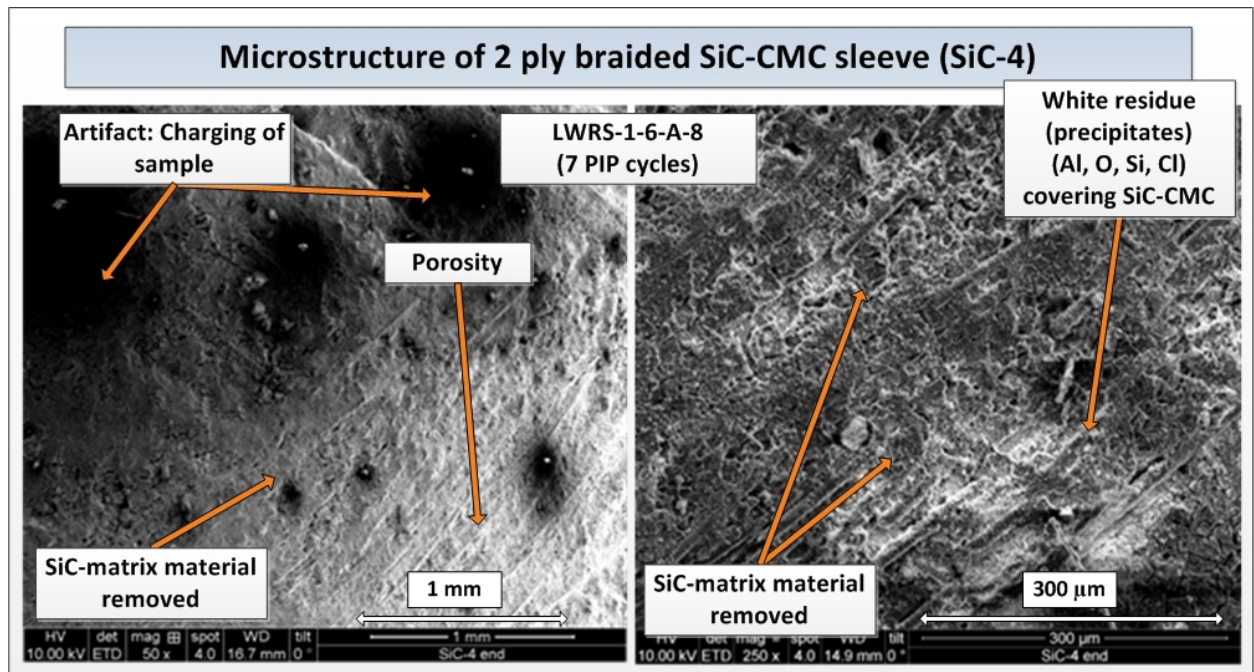 Microstructure of 2 ply braided SiC-CMC sleeve (SiC-4)
Artifact: Charging of
sample
LWRS-1-6-A-8
(7 PIP cycles)
White residue
(precipitates)
(Al, O, Si, Cl)
covering SiC-CMC
Porosity
SiC-matrix material
removed
1 mm
SiC-matrix material
removed
300 µm
HV det mag spot WD tilt 1 mm
10.00 kV ETD 50 x 4.0 16.7 mm 0° SiC-4 end
HV det mag spot WD tilt 300 µm
10.00 kV ETD 250 x 4.0 14.9 mm 0° SiC-4 end